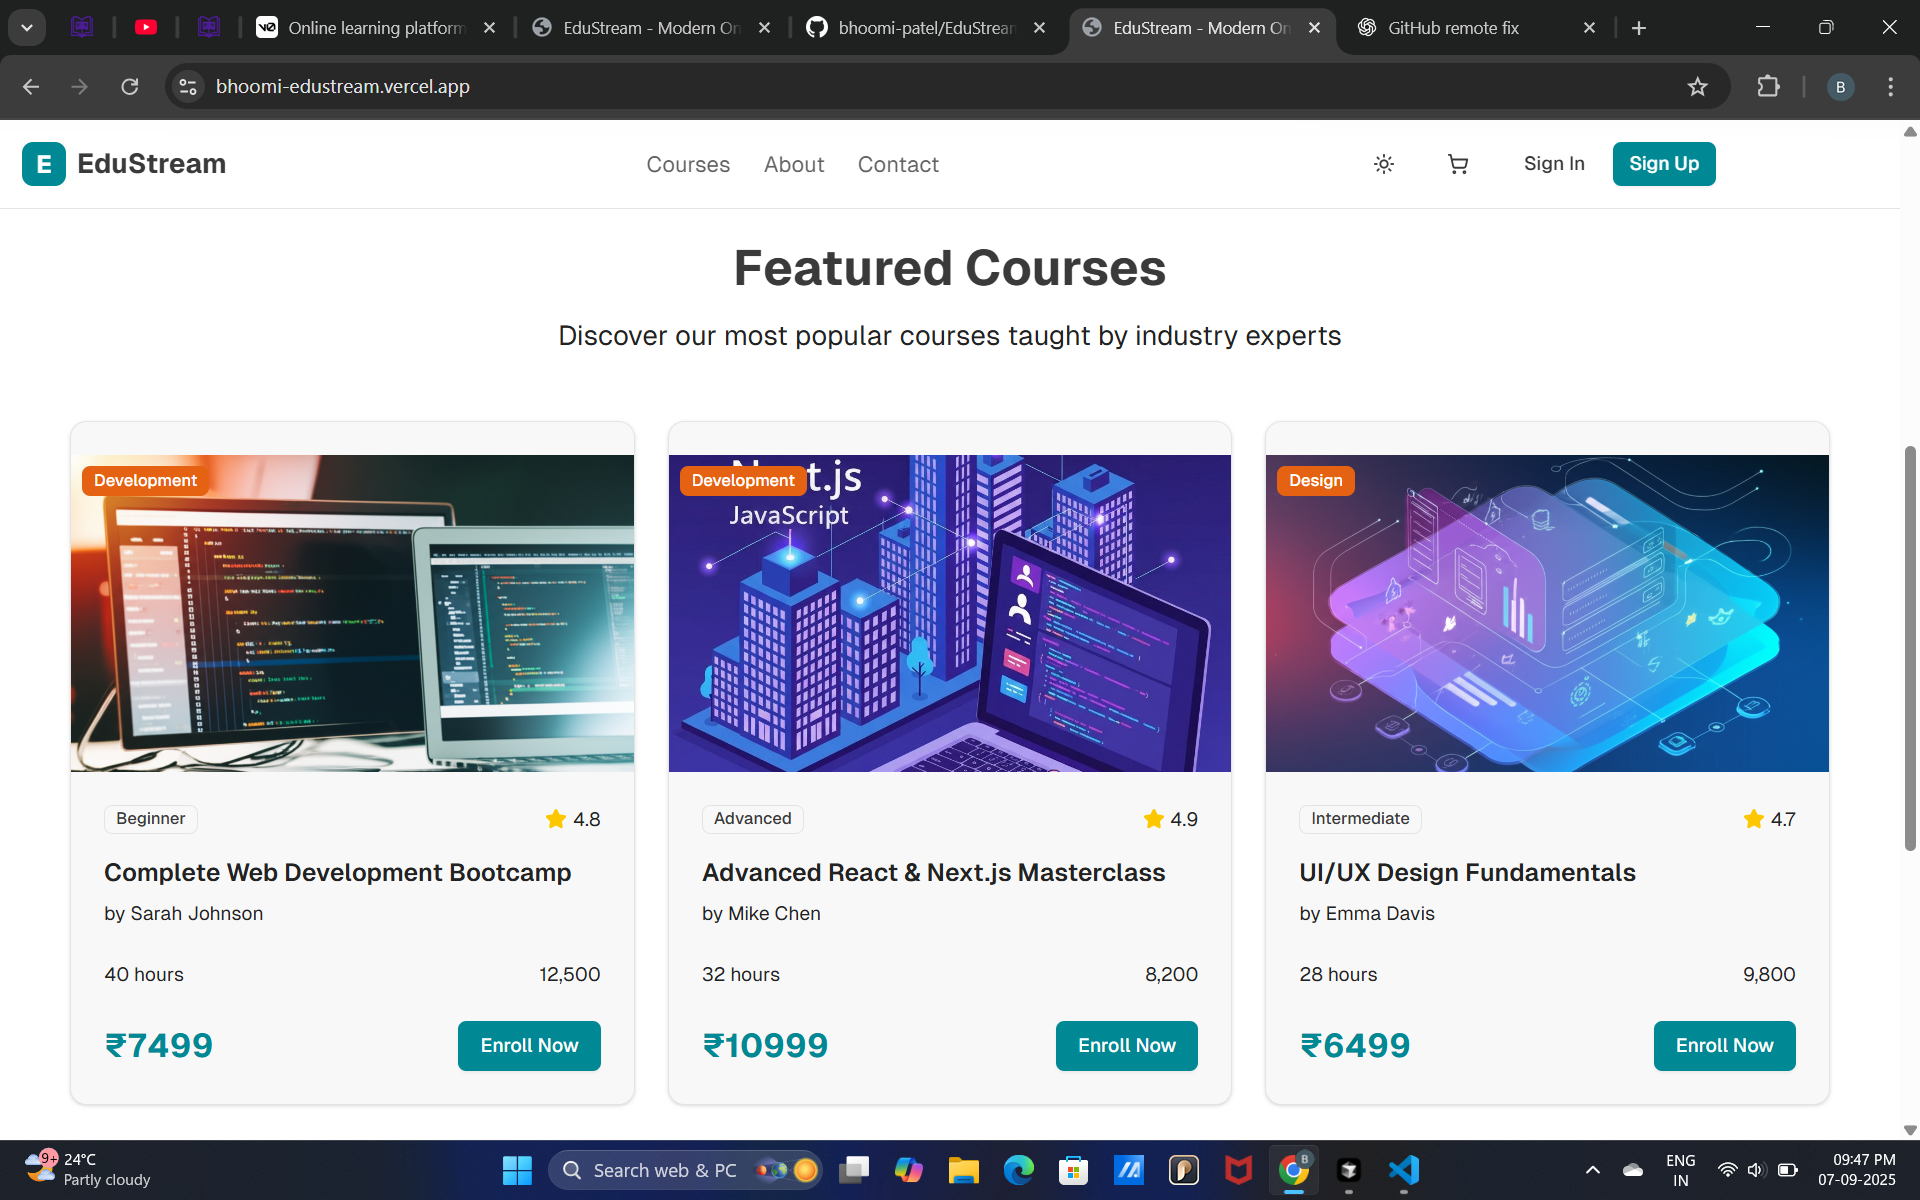 Online learning platform
EduStream - Modern On
bhoomi-patel/EduStream
EduStream - Modern On
GitHub remote fix
bhoomi-edustream.vercel.app
B
E EduStream
Courses About Contact
Sign In Sign Up
Featured Courses
Discover our most popular courses taught by industry experts
Development
Development
t.js
JavaScript
Design
Beginner 4.8
Complete Web Development Bootcamp
by Sarah Johnson
40 hours 12,500
₹7499 Enroll Now
Advanced 4.9
Advanced React & Next.js Masterclass
by Mike Chen
32 hours 8,200
₹10999 Enroll Now
Intermediate 4.7
UI/UX Design Fundamentals
by Emma Davis
28 hours 9,800
₹6499 Enroll Now
9+
24°C
Partly cloudy
Search web & PC
B
ENG
IN
09:47 PM
07-09-2025